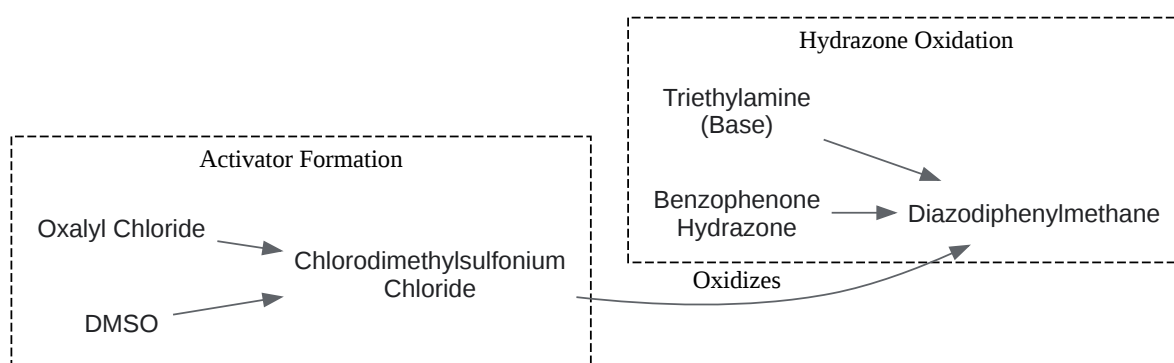 Hydrazone Oxidation
Triethylamine
(Base)
Activator Formation
Benzophenone
Hydrazone
Diazodiphenylmethane
Oxalyl Chloride
Chlorodimethylsulfonium
Chloride
Oxidizes
DMSO